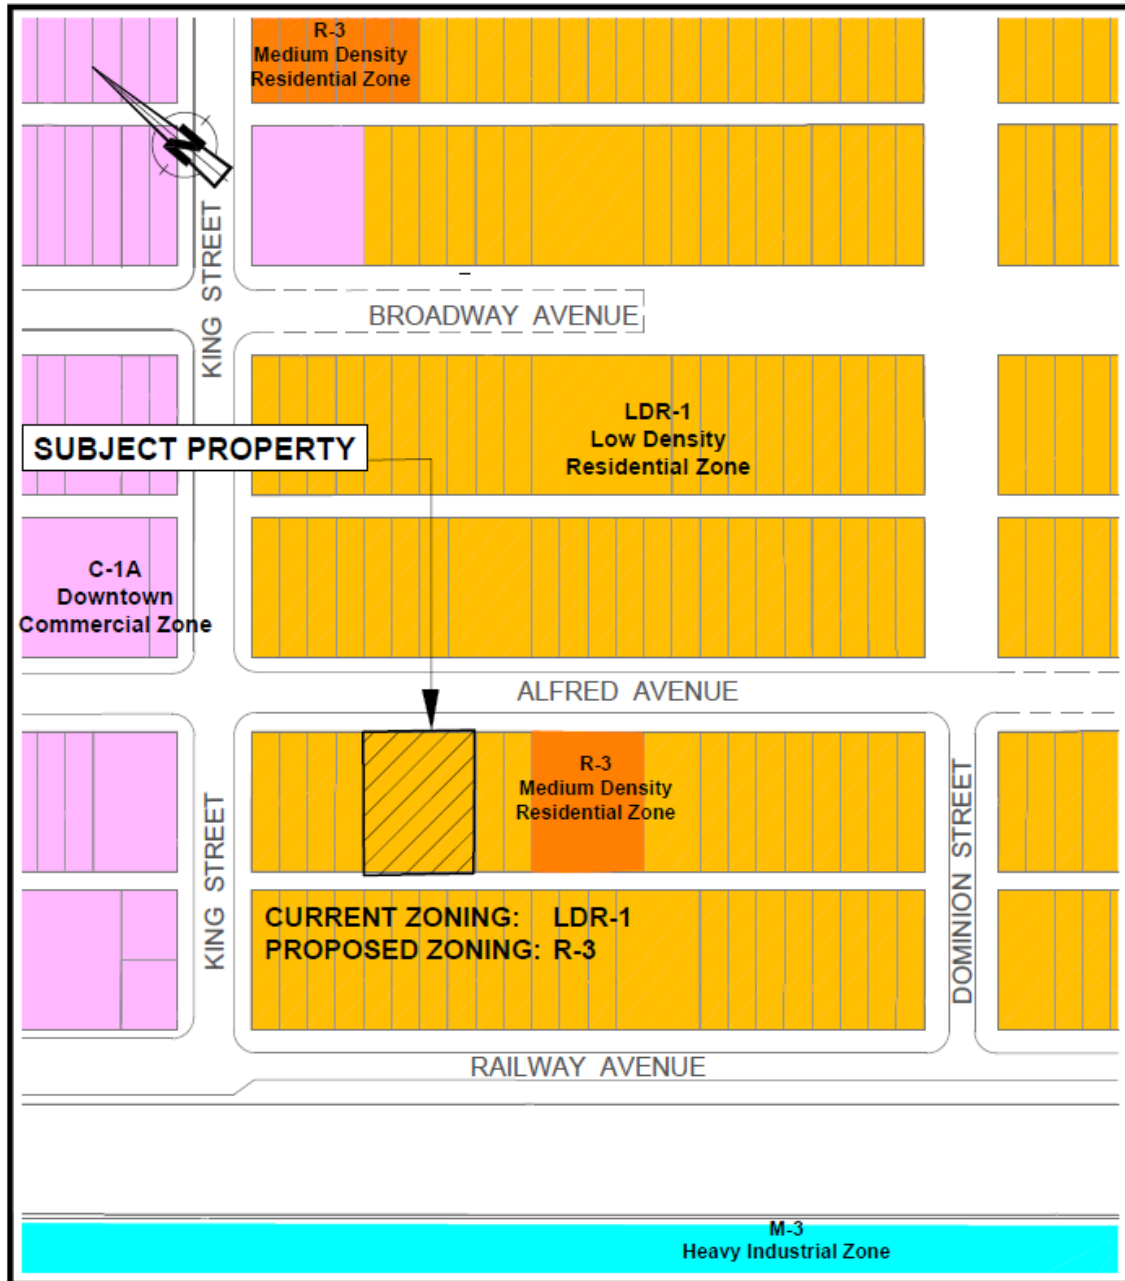 R-3
Medium Density
Residential Zone
N
KING STREET
BROADWAY AVENUE
LDR-1
Low Density
Residential Zone
SUBJECT PROPERTY
C-1A
Downtown
Commercial Zone
ALFRED AVENUE
R-3
Medium Density
Residential Zone
KING STREET
DOMINION STREET
CURRENT ZONING: LDR-1
PROPOSED ZONING: R-3
RAILWAY AVENUE
M-3
Heavy Industrial Zone